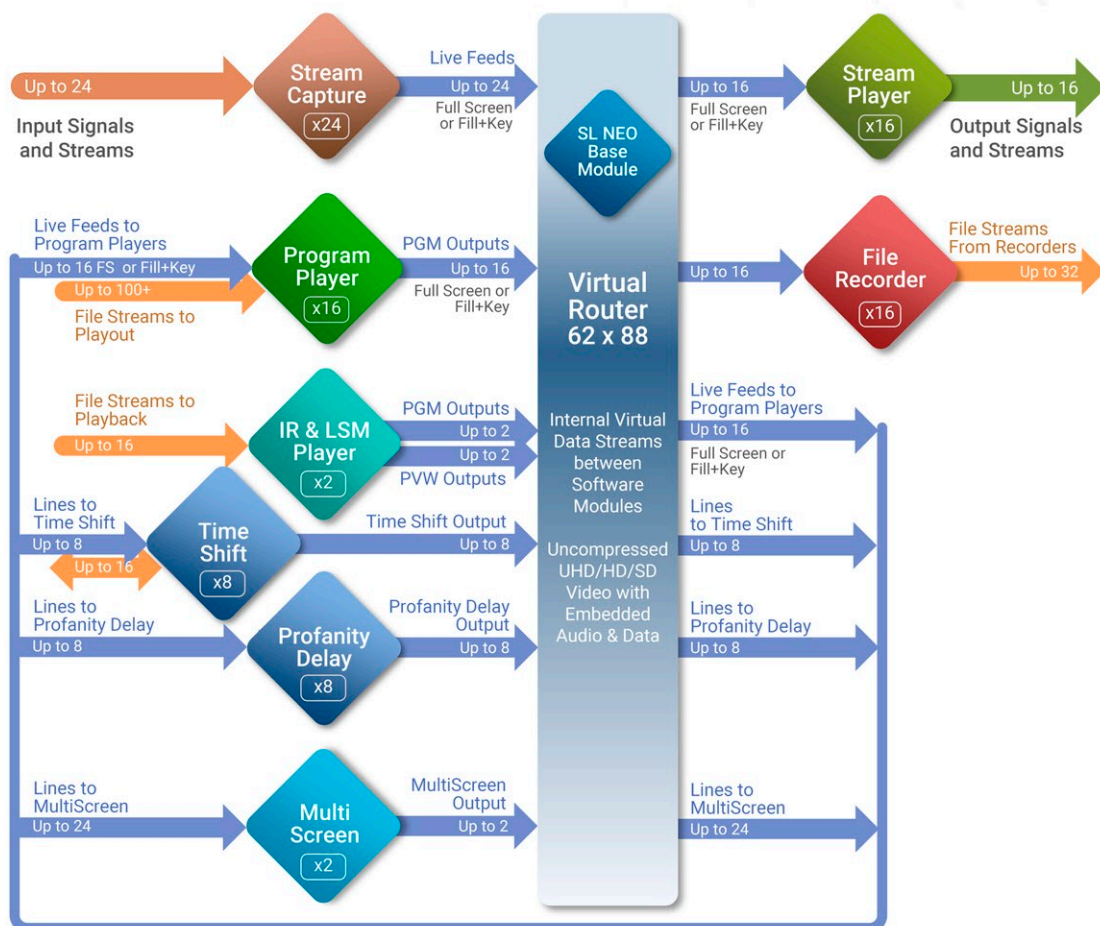 Up to 24
Input Signals
and Streams
Stream
Capture
x24
Live Feeds
Up to 24
Full Screen
or Fill+Key
SL NEO
Base
Module
Up to 16
Full Screen
or Fill+Key
Stream
Player
x16
Up to 16
Output Signals
and Streams
Live Feeds to
Program Players
Up to 16 FS or Fill+Key
Up to 100+
File Streams to
Playout
Program
Player
x16
PGM Outputs
Up to 16
Full Screen or
Fill+Key
Virtual
Router
62 x 88
Up to 16
File
Recorder
x16
File Streams
From Recorders
Up to 32
File Streams to
Playback
Up to 16
IR & LSM
Player
x2
PGM Outputs
Up to 2
Up to 2
PVW Outputs
Internal Virtual
Data Streams
between
Software
Modules
Uncompressed
UHD/HD/SD
Video with
Embedded
Audio & Data
Live Feeds to
Program Players
Up to 16
Full Screen or
Fill+Key
Lines to
Time Shift
Up to 8
Up to 16
Time
Shift
x8
Time Shift Output
Up to 8
Lines
to Time Shift
Up to 8
Lines to
Profanity Delay
Up to 8
Profanity
Delay
x8
Profanity Delay
Output
Up to 8
Lines to
Profanity Delay
Up to 8
Lines to
MultiScreen
Up to 24
Multi
Screen
x2
MultiScreen
Output
Up to 2
Lines to
MultiScreen
Up to 24